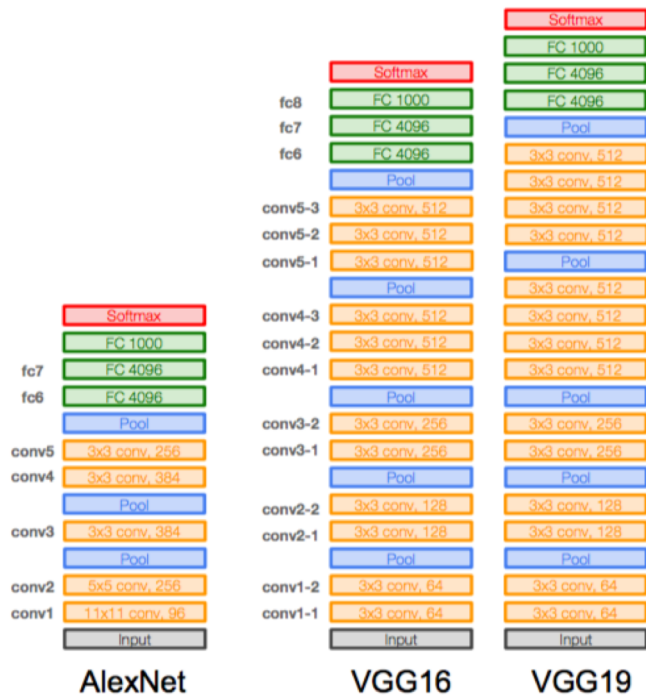 Softmax
FC 1000
fc7 FC 4096
fc6 FC 4096
Pool
conv5 3x3 conv, 256
conv4 3x3 conv, 384
Pool
conv3 3x3 conv, 384
Pool
conv2 5x5 conv, 256
conv1 11x11 conv, 96
Input
AlexNet
Softmax
fc8 FC 1000
fc7 FC 4096
fc6 FC 4096
Pool
conv5-3 3x3 conv, 512
conv5-2 3x3 conv, 512
conv5-1 3x3 conv, 512
Pool
conv4-3 3x3 conv, 512
conv4-2 3x3 conv, 512
conv4-1 3x3 conv, 512
Pool
conv3-2 3x3 conv, 256
conv3-1 3x3 conv, 256
Pool
conv2-2 3x3 conv, 128
conv2-1 3x3 conv, 128
Pool
conv1-2 3x3 conv, 64
conv1-1 3x3 conv, 64
Input
VGG16
Softmax
FC 1000
FC 4096
FC 4096
Pool
3x3 conv, 512
3x3 conv, 512
3x3 conv, 512
3x3 conv, 512
Pool
3x3 conv, 512
3x3 conv, 512
3x3 conv, 512
3x3 conv, 512
Pool
3x3 conv, 256
3x3 conv, 256
Pool
3x3 conv, 128
3x3 conv, 128
Pool
3x3 conv, 64
3x3 conv, 64
Input
VGG19